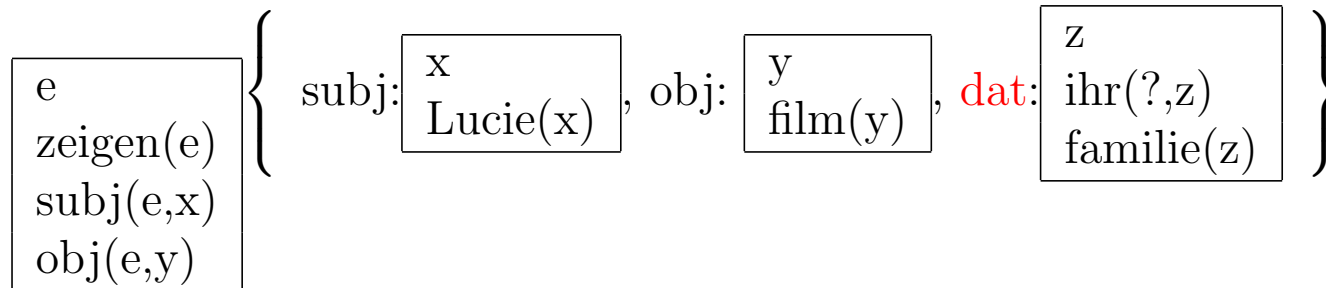 e
zeigen(e)
subj(e,x)
obj(e,y)
{ subj:
x
Lucie(x)
, obj:
y
film(y)
, dat:
z
ihr(?,z)
familie(z)
}